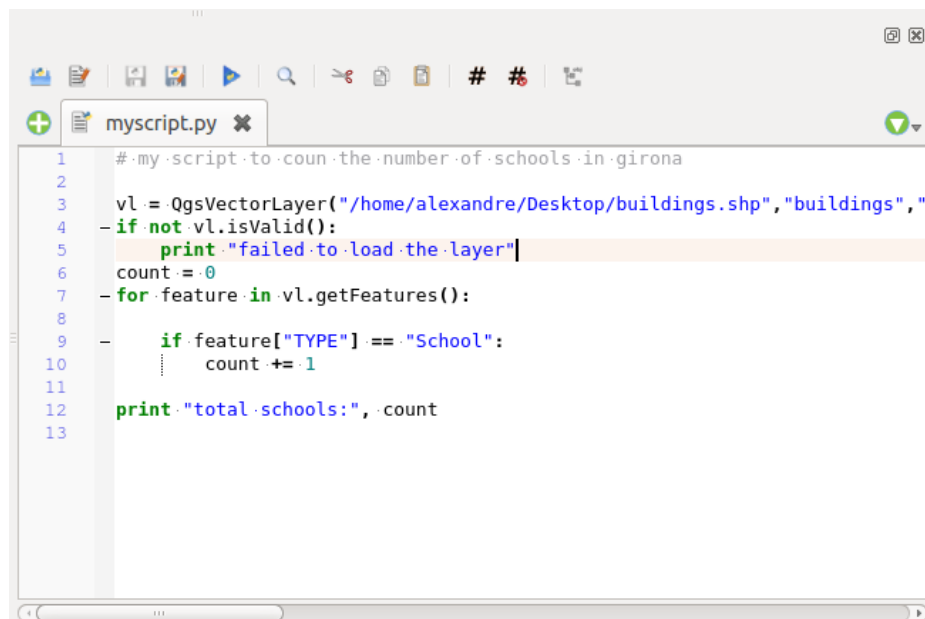 myscript.py
1 # my script to coun the number of schools in girona
2
3 vl = QgsVectorLayer("/home/alexandre/Desktop/buildings.shp","buildings","
4 if not vl.isValid():
5     print "failed to load the layer"
6 count = 0
7 for feature in vl.getFeatures():
8
9     if feature["TYPE"] == "School":
10         count += 1
11
12 print "total schools:", count
13